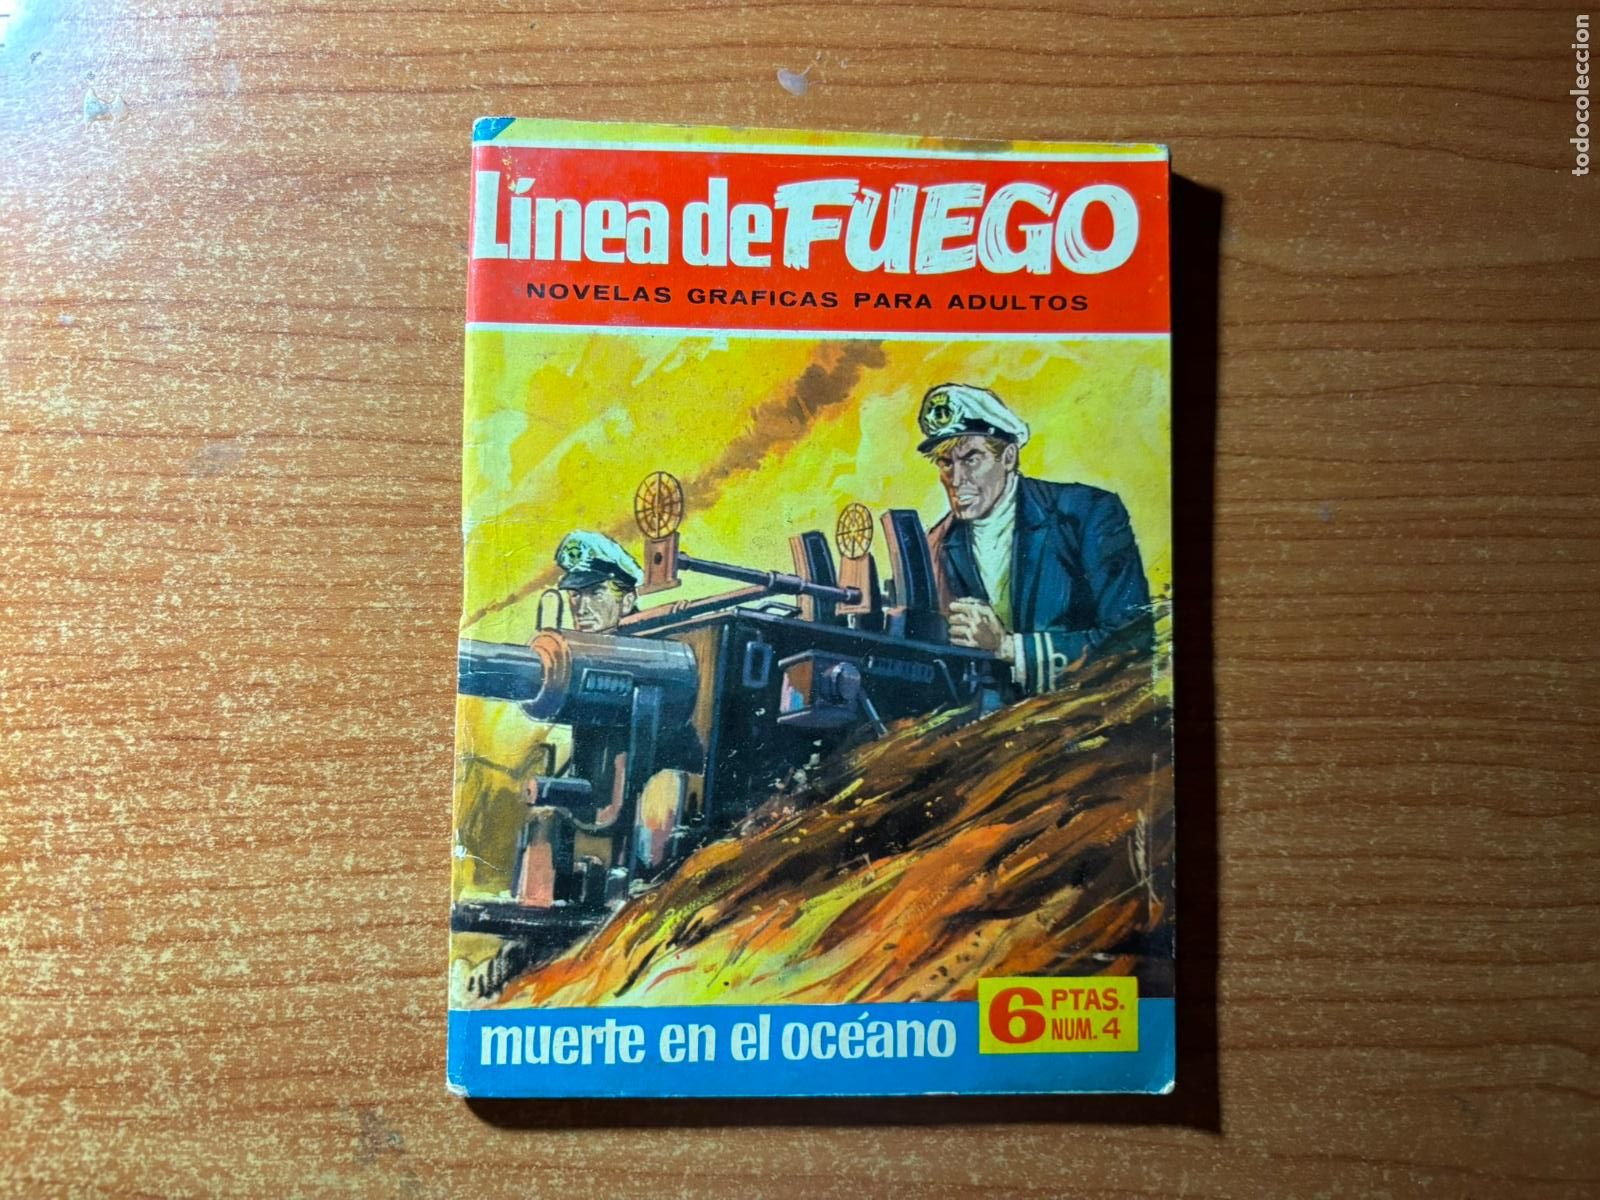 Línea de FUEGO
NOVELAS GRAFICAS PARA ADULTOS
muerte en el océano
6 PTAS.
NUM. 4
todocoleccion